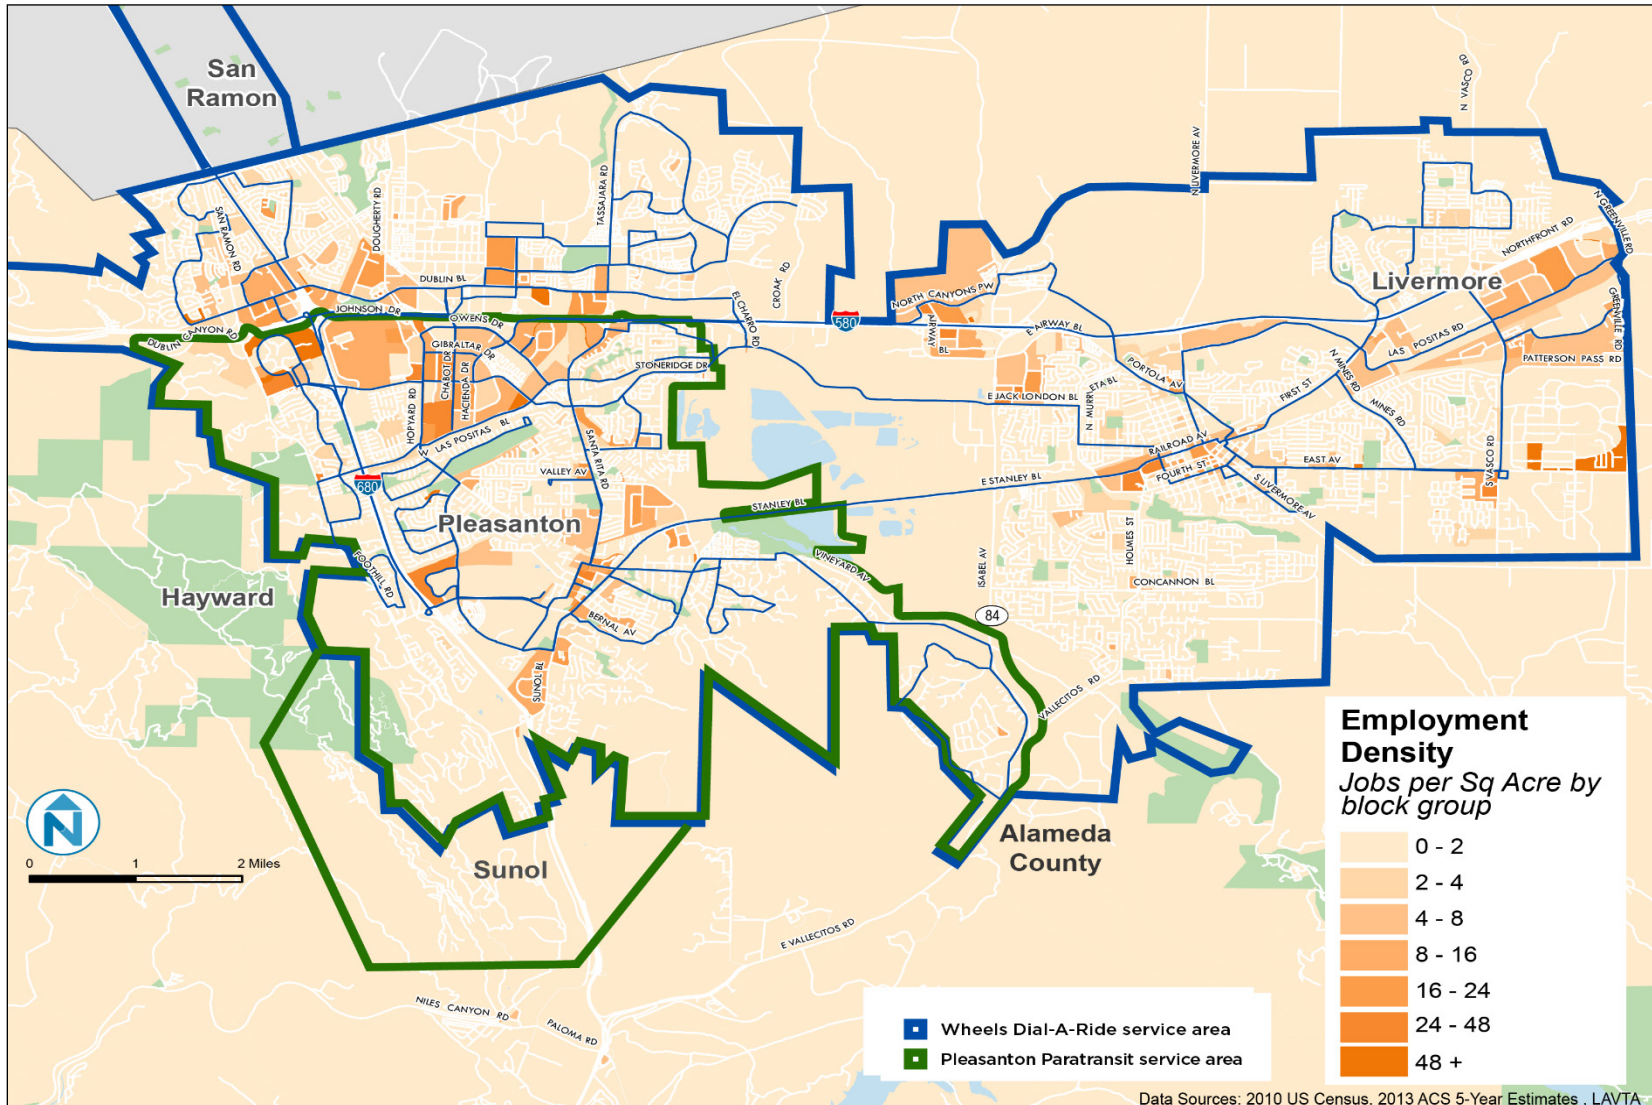 San
Ramon
N VASCO RD
N LIVERMORE AV
TASSAJARA RD
DOUGHERTY RD
SAN RAMON RD
N GREENVILLE RD
NORTHFRONT RD
Livermore
CROAK RD
DUBLIN BL
NORTH CANYONS PW
EL CHARRO RD
JOHNSON DR
OWENS DR
DUBLIN CANYON RD
580
E AIRWAY BL
AIRWAY
BL
GREENVILLE RD
LAS POSITAS RD
PATTERSON PASS RD
GIBRALTAR DR
CHABOT DR
HACIENDA DR
STONERIDGE DR
PORTOLA AV
N MINES RD
FIRST ST
E JACK LONDON BL
N MURRIETA BL
MINES RD
HOPYARD RD
W LAS POSITAS BL
SANTA RITA RD
RAILROAD AV
FOURTH ST
EAST AV
S VASCO RD
VALLEY AV
680
E STANLEY BL
S LIVERMORE AV
STANLEY BL
Pleasanton
HOLMES ST
ISABEL AV
FOOTHILL RD
VINEYARD AV
CONCANNON BL
Hayward
BERNAL AV
84
SUNOL BL
VALLECITOS RD
Employment
Density
Jobs per Sq Acre by
block group
0 - 2
2 - 4
4 - 8
8 - 16
16 - 24
24 - 48
48 +
N
0 1 2 Miles
Sunol
Alameda
County
E VALLECITOS RD
NILES CANYON RD
PALOMA RD
Wheels Dial-A-Ride service area
Pleasanton Paratransit service area
Data Sources: 2010 US Census, 2013 ACS 5-Year Estimates , LAVTA